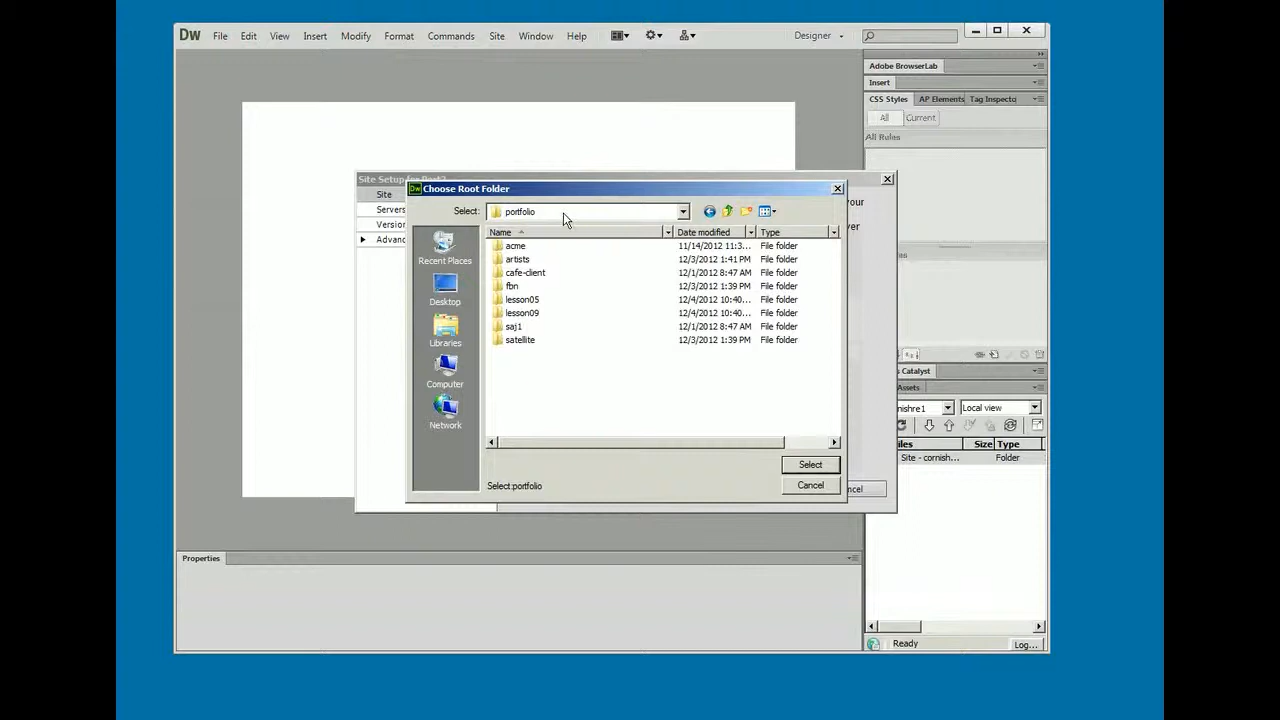 Dw File Edit View Insert Modify Format Commands Site Window Help Designer
Adobe BrowserLab
Insert
CSS Styles AP Elements Tag Inspecto
All Current
All Rules
Choose Root Folder
Site
Servers
Version
Advanc
Select: portfolio
Name Date modified Type
acme 11/14/2012 11:3... File folder
artists 12/3/2012 1:41 PM File folder
cafe-client 12/1/2012 8:47 AM File folder
fbn 12/3/2012 1:39 PM File folder
lesson05 12/4/2012 10:40... File folder
lesson09 12/4/2012 10:40... File folder
saj1 12/1/2012 8:47 AM File folder
satellite 12/3/2012 1:39 PM File folder
Recent Places
Desktop
Libraries
Computer
Network
Select
Cancel
Select:portfolio
your
ver
ncel
s Catalyst
Assets
nishre1 Local view
iles Size Type
Site - cornish... Folder
Properties
Ready Log...